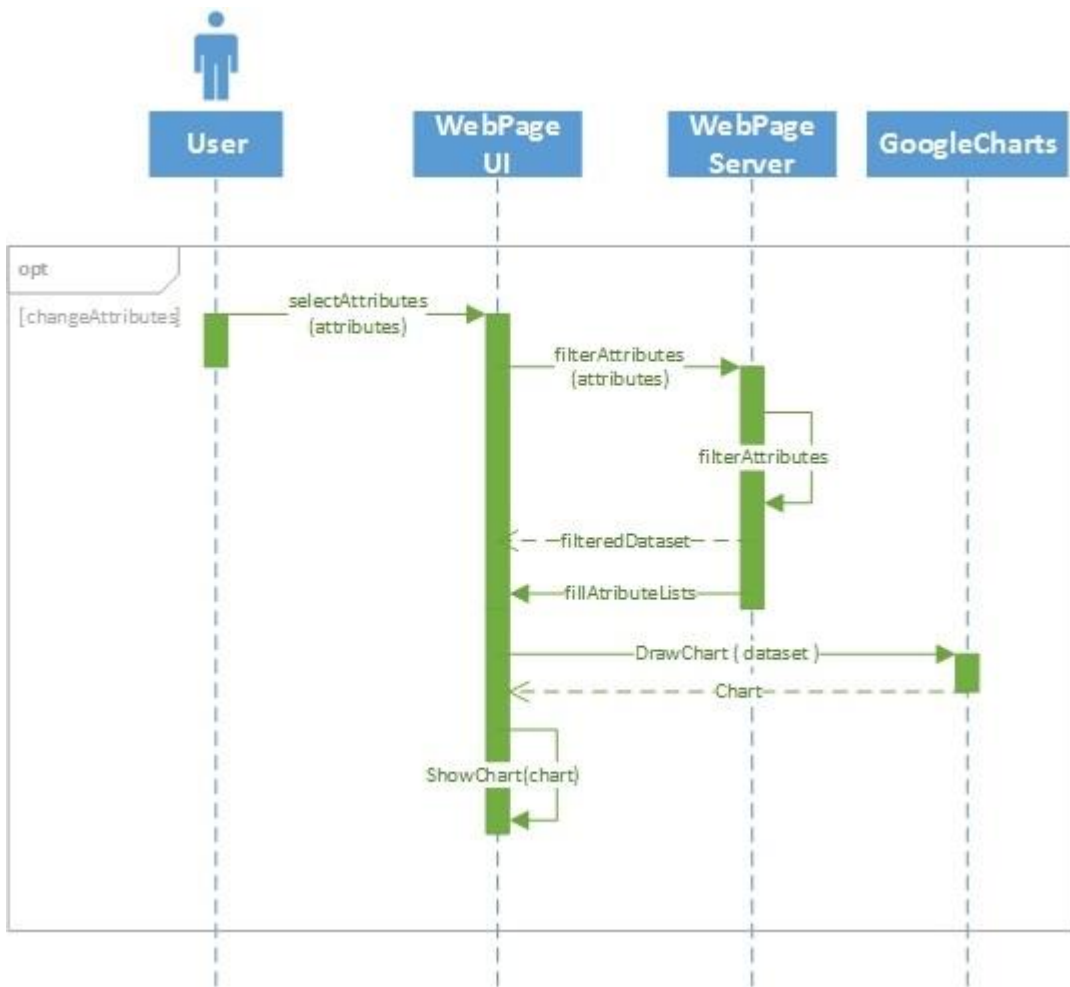 User
WebPage
UI
WebPage
Server
GoogleCharts
opt
[changeAttributes]
selectAttributes
(attributes)
filterAttributes
(attributes)
filterAttributes
filteredDataset
fillAtributeLists
DrawChart ( dataset )
Chart
ShowChart(chart)